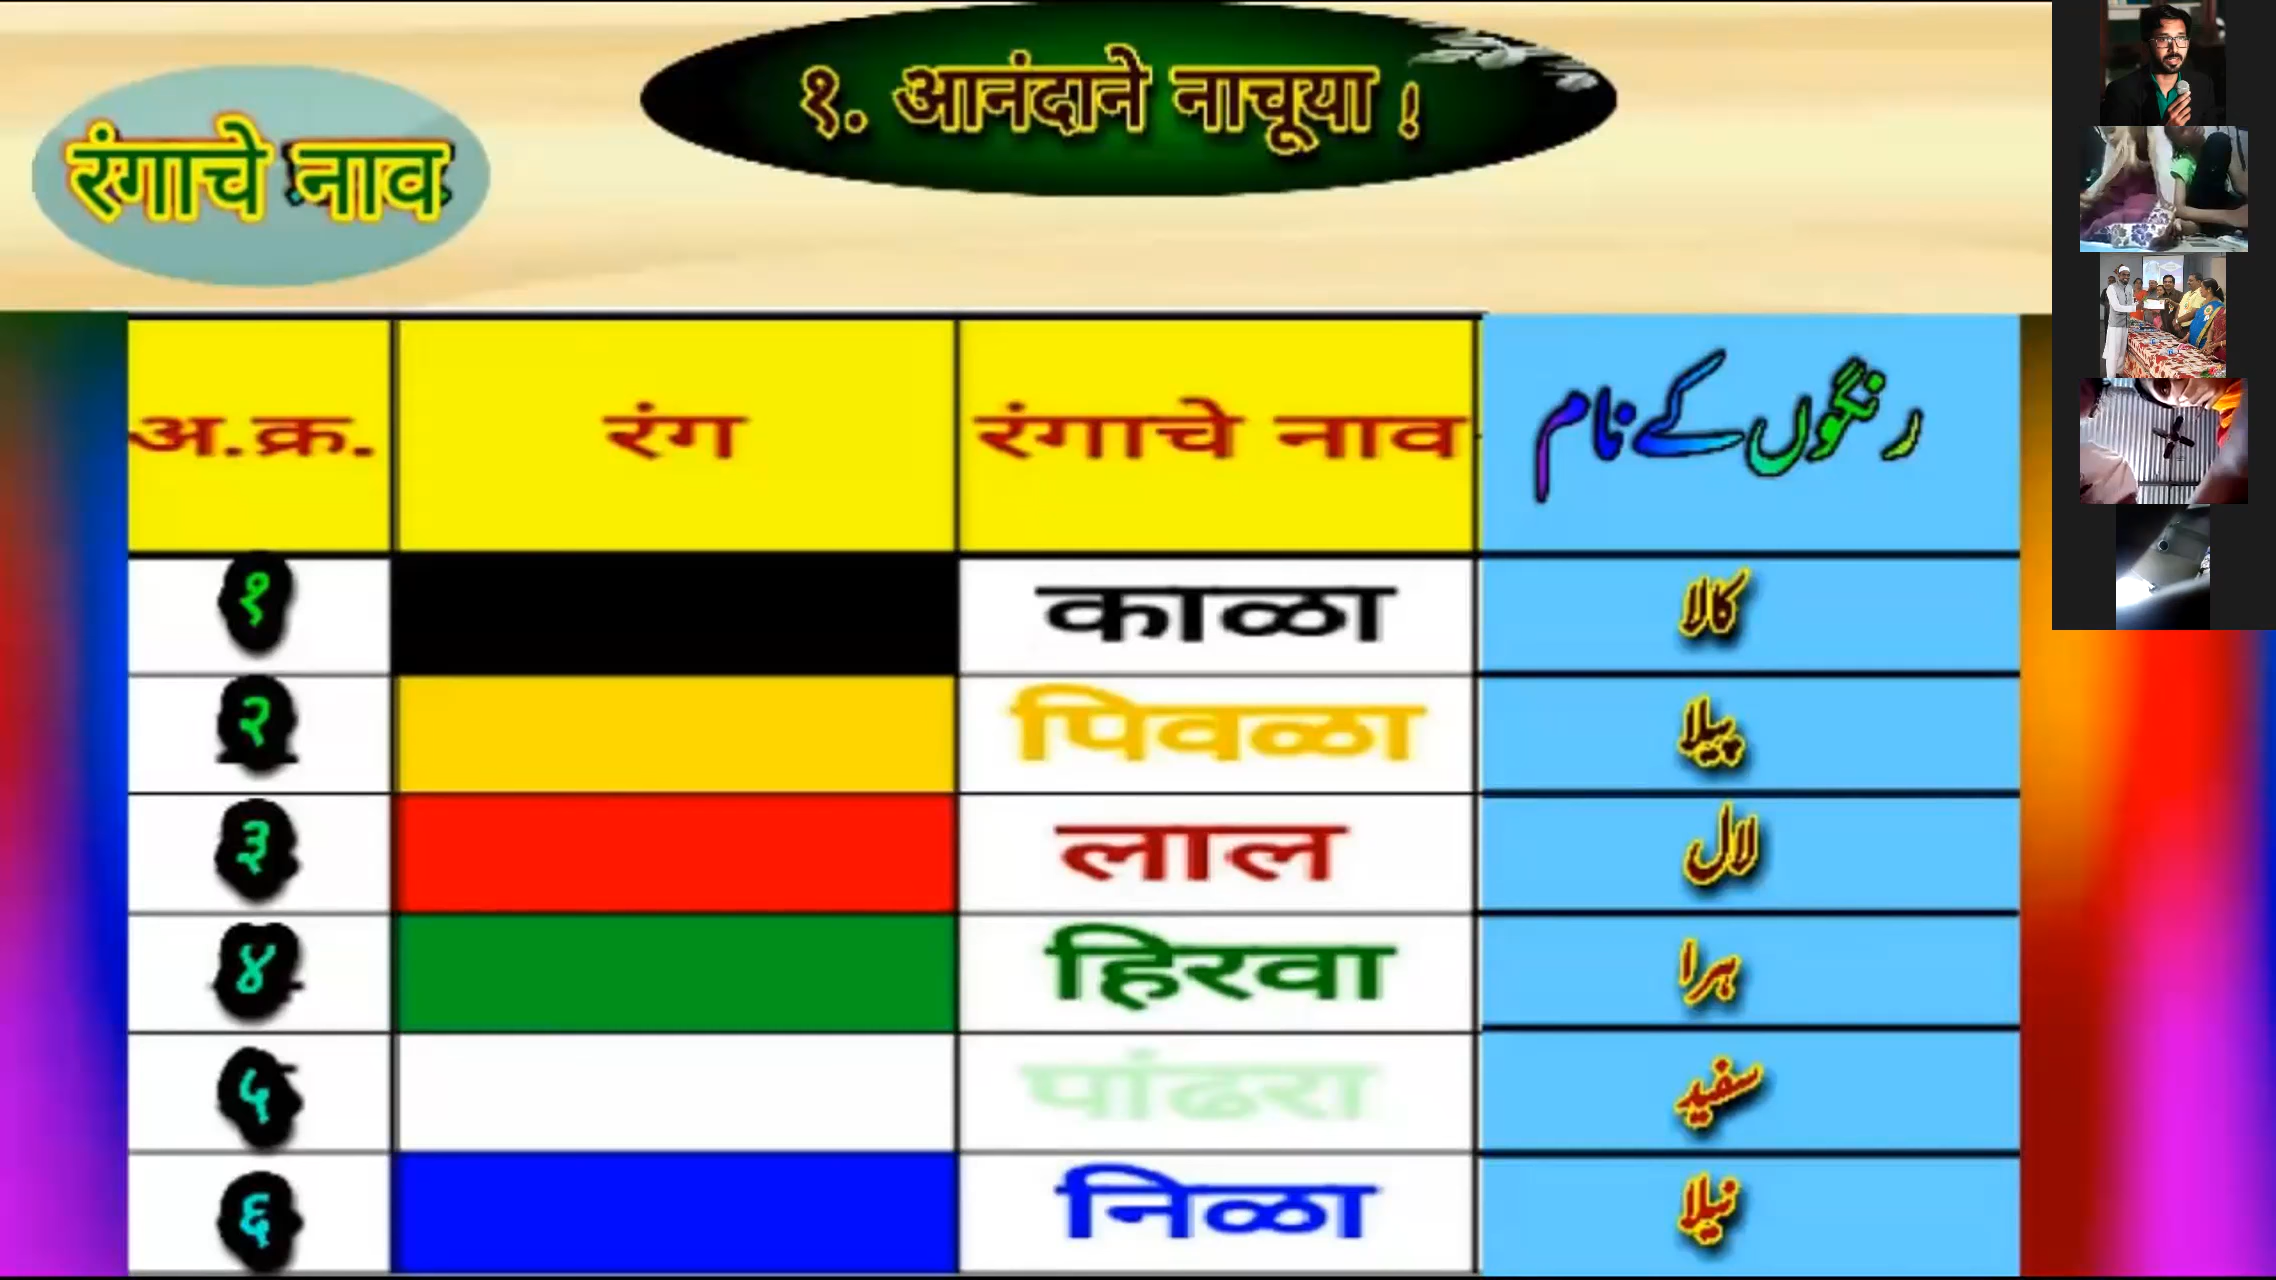 १. आनंदाने नाचूया !
रंगाचे नाव
अ.क्र. रंग रंगाचे नाव رنگوں کے نام
१ काळा کالا
२ पिवळा پیلا
३ लाल لال
४ हिरवा ہرا
५ पांढरा سفید
६ निळा نیلا